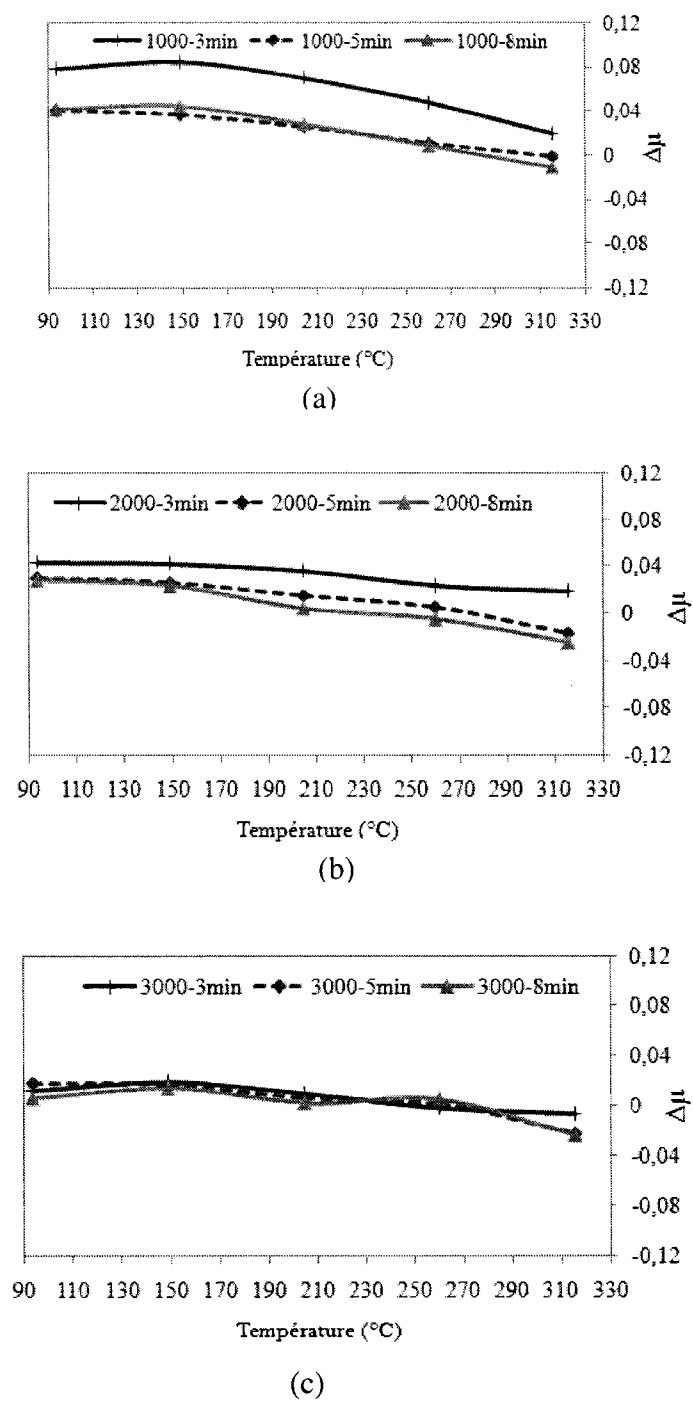 0,12
1000-3min 1000-5min 1000-8min
0,08
0,04
0
-0,04
-0,08
-0,12
Δμ
90 110 130 150 170 190 210 230 250 270 290 310 330
Température (°C)
(a)
0,12
2000-3min 2000-5min 2000-8min
0,08
0,04
0
-0,04
-0,08
-0,12
Δμ
90 110 130 150 170 190 210 230 250 270 290 310 330
Température (°C)
(b)
0,12
3000-3min 3000-5min 3000-8min
0,08
0,04
0
-0,04
-0,08
-0,12
Δμ
90 110 130 150 170 190 210 230 250 270 290 310 330
Température (°C)
(c)